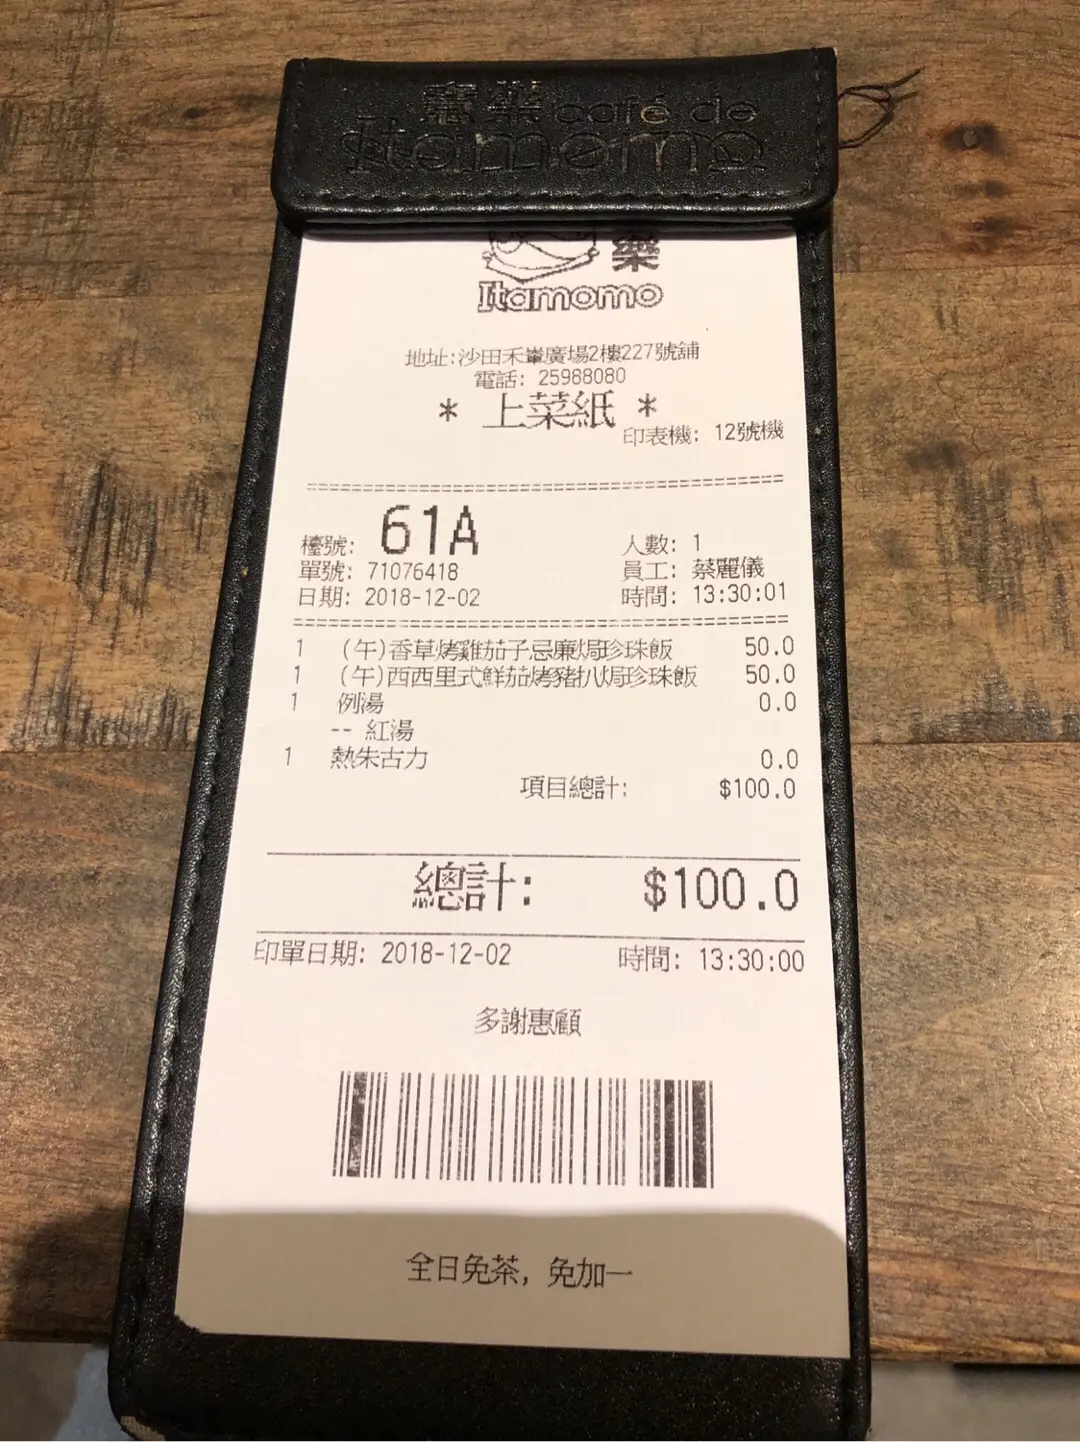 意樂 café de
Itamomo
樂
Itamomo
地址:沙田禾輋廣場2樓227號舖
電話: 25988080
* 上菜紙 *
印表機: 12號機
檯號: 61A 人數: 1
單號: 71076418 員工: 蔡麗儀
日期: 2018-12-02 時間: 13:30:01
1 (午)香草烤雞茄子忌廉焗珍珠飯 50.0
1 (午)西西里式鮮茄烤豬扒焗珍珠飯 50.0
1 例湯 0.0
-- 紅湯
1 熱朱古力 0.0
項目總計: $100.0
總計: $100.0
印單日期: 2018-12-02 時間: 13:30:00
多謝惠顧
全日免茶, 免加一